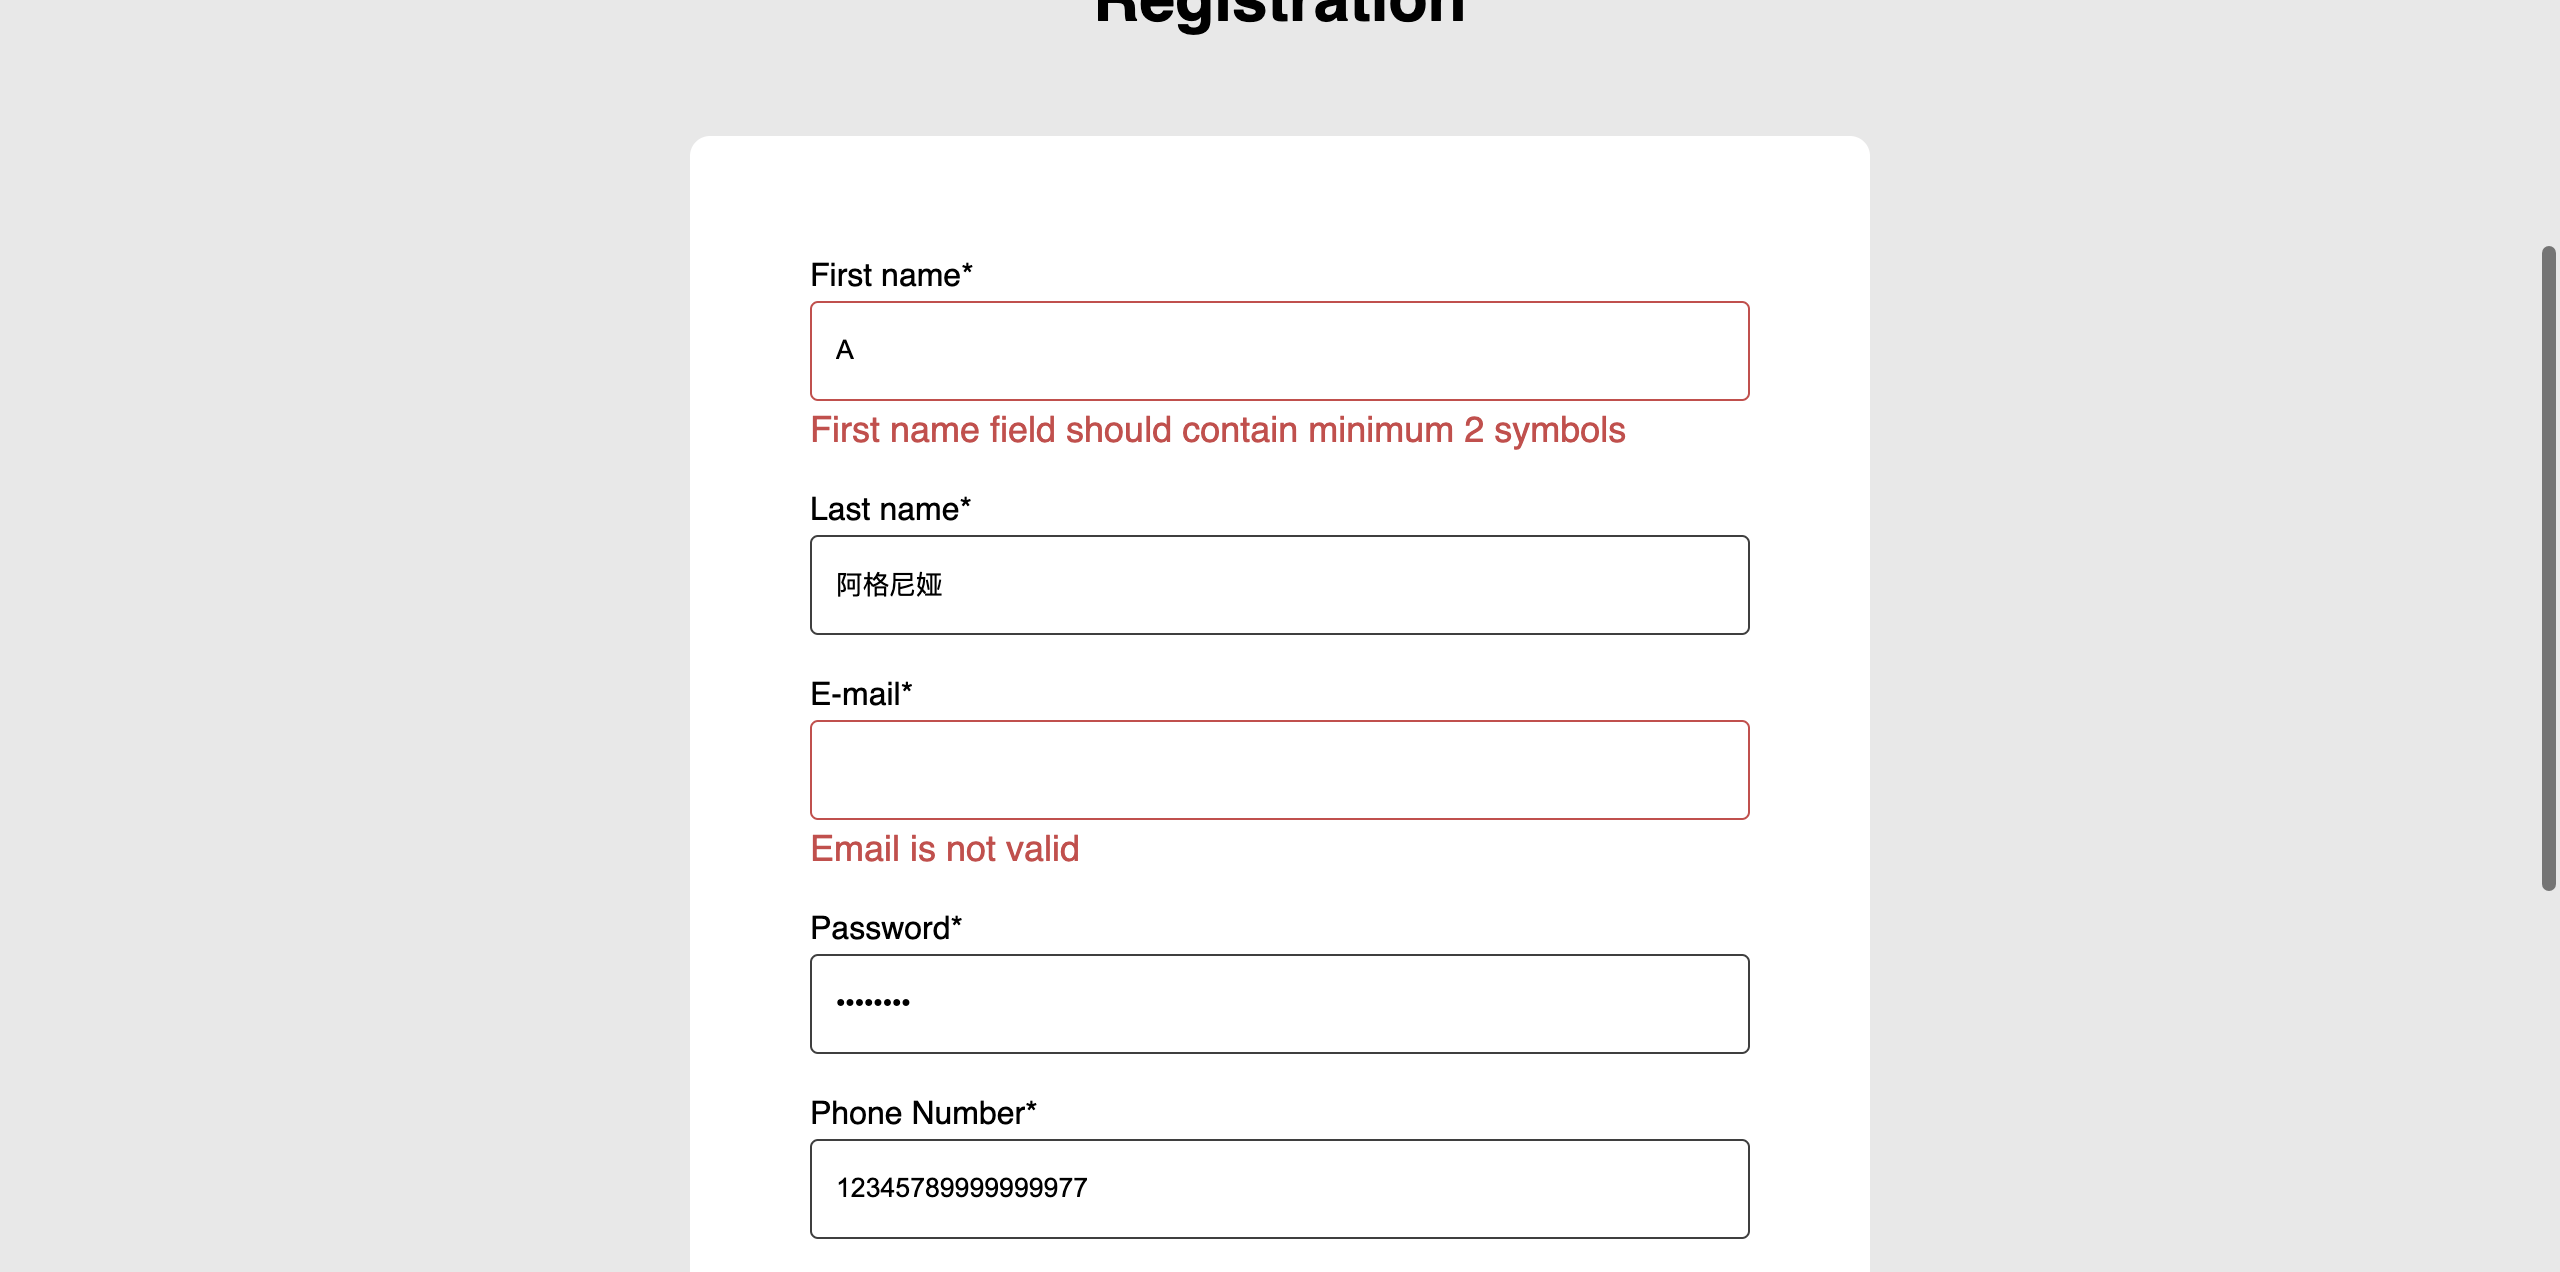 Registration
First name*
A
First name field should contain minimum 2 symbols
Last name*
阿格尼娅
E-mail*
Email is not valid
Password*
••••••••
Phone Number*
12345789999999977